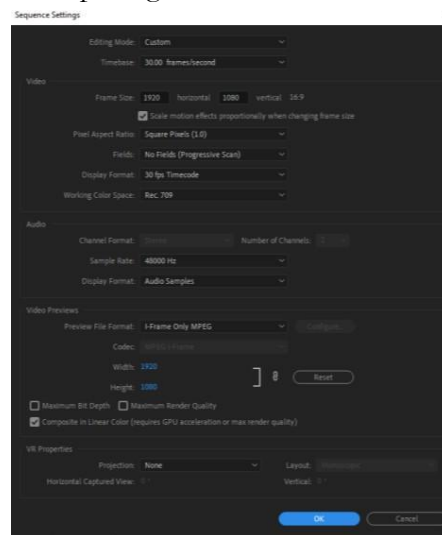 Sequence Settings
Editing Mode: Custom
Timebase: 30.00 frames/second
Video
Frame Size: 1920 horizontal 1080 vertical 16:9
Scale motion effects proportionally when changing frame size
Pixel Aspect Ratio: Square Pixels (1.0)
Fields: No Fields (Progressive Scan)
Display Format: 30 fps Timecode
Working Color Space: Rec. 709
Audio
Channel Format: Stereo Number of Channels:
Sample Rate: 48000 Hz
Display Format: Audio Samples
Video Previews
Preview File Format: I-Frame Only MPEG Configure...
Codec: MPEG I-Frame
Width: 1920
Height: 1080
Reset
Maximum Bit Depth Maximum Render Quality
Composite in Linear Color (requires GPU acceleration or max render quality)
VR Properties
Projection: None Layout: Monoscopic
Horizontal Captured View: 0° Vertical: 0°
OK Cancel